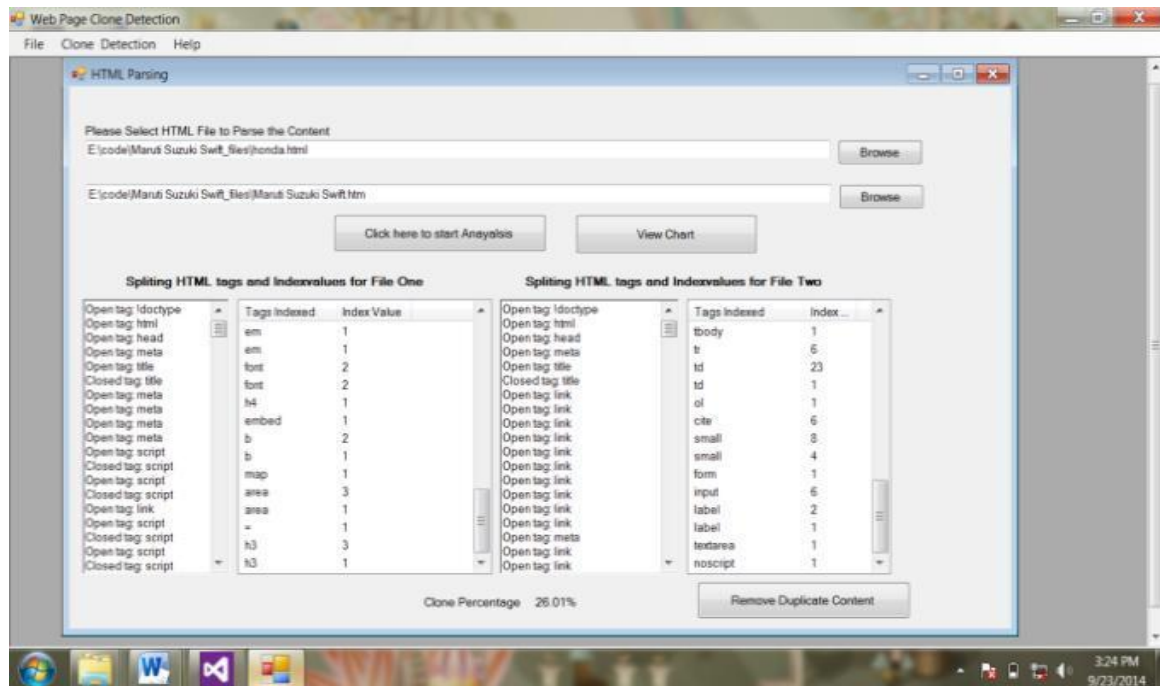 Web Page Clone Detection
File Clone Detection Help
HTML Parsing
Please Select HTML File to Parse the Content
E:\code\Maruti Suzuki Swift_files\honda.html
Browse
E:\code\Maruti Suzuki Swift_files\Maruti Suzuki Swift.htm
Browse
Click here to start Anayalsis
View Chart
Spliting HTML tags and Indexvalues for File One
Open tag: !doctype
Open tag: html
Open tag: head
Open tag: meta
Open tag: title
Closed tag: title
Open tag: meta
Open tag: meta
Open tag: meta
Open tag: meta
Open tag: script
Closed tag: script
Open tag: script
Closed tag: script
Open tag: link
Open tag: script
Closed tag: script
Open tag: script
Closed tag: script
Tags Indexed Index Value
em 1
em 1
font 2
font 2
h4 1
embed 1
b 2
b 1
map 1
area 3
area 1
= 1
h3 3
h3 1
Spliting HTML tags and Indexvalues for File Two
Open tag: !doctype
Open tag: html
Open tag: head
Open tag: meta
Open tag: title
Closed tag: title
Open tag: link
Open tag: link
Open tag: link
Open tag: link
Open tag: link
Open tag: link
Open tag: link
Open tag: link
Open tag: link
Open tag: link
Open tag: meta
Open tag: link
Open tag: link
Tags Indexed Index ...
tbody 1
tr 6
td 23
td 1
ol 1
cite 6
small 8
small 4
form 1
input 6
label 2
label 1
textarea 1
noscript 1
Clone Percentage 26.01%
Remove Duplicate Content
3:24 PM
9/23/2014